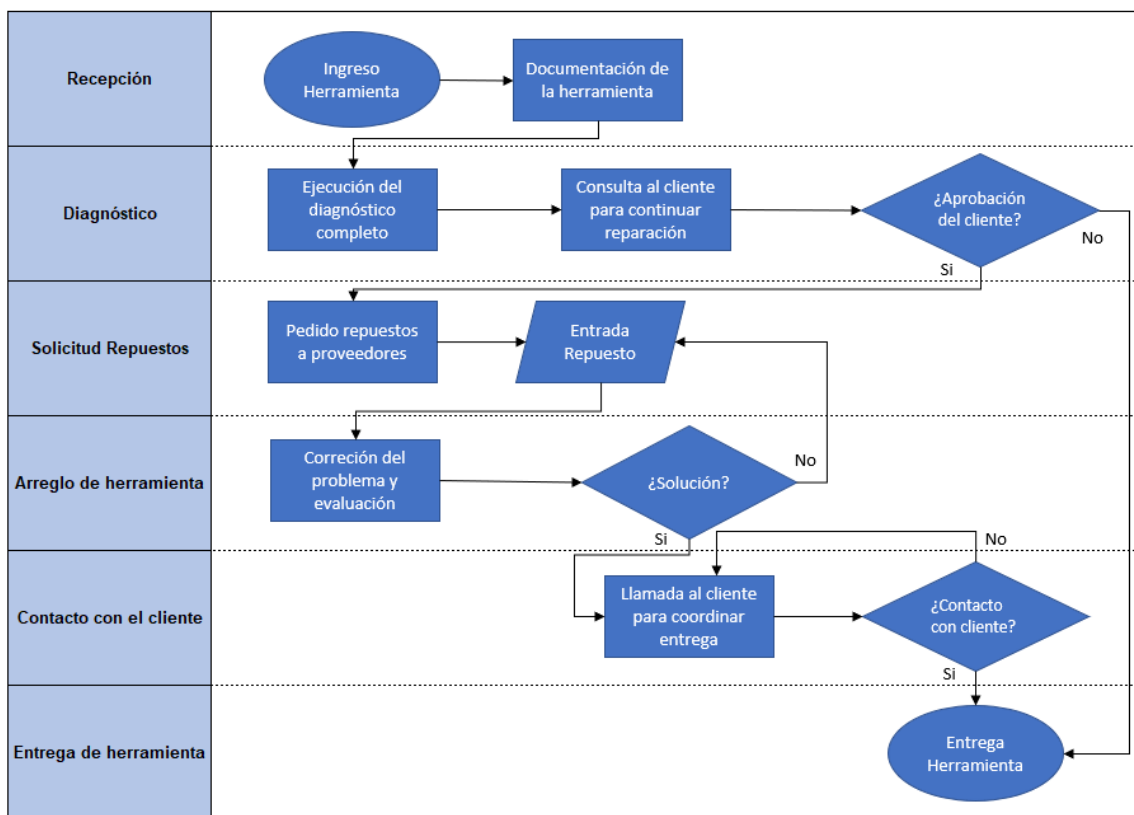 Recepción
Ingreso
Herramienta
Documentación de
la herramienta
Diagnóstico
Ejecución del
diagnóstico
completo
Consulta al cliente
para continuar
reparación
¿Aprobación
del cliente?
No
Si
Solicitud Repuestos
Pedido repuestos
a proveedores
Entrada
Repuesto
Arreglo de herramienta
Correción del
problema y
evaluación
¿Solución?
No
Si
Contacto con el cliente
Llamada al cliente
para coordinar
entrega
¿Contacto
con cliente?
No
Si
Entrega de herramienta
Entrega
Herramienta